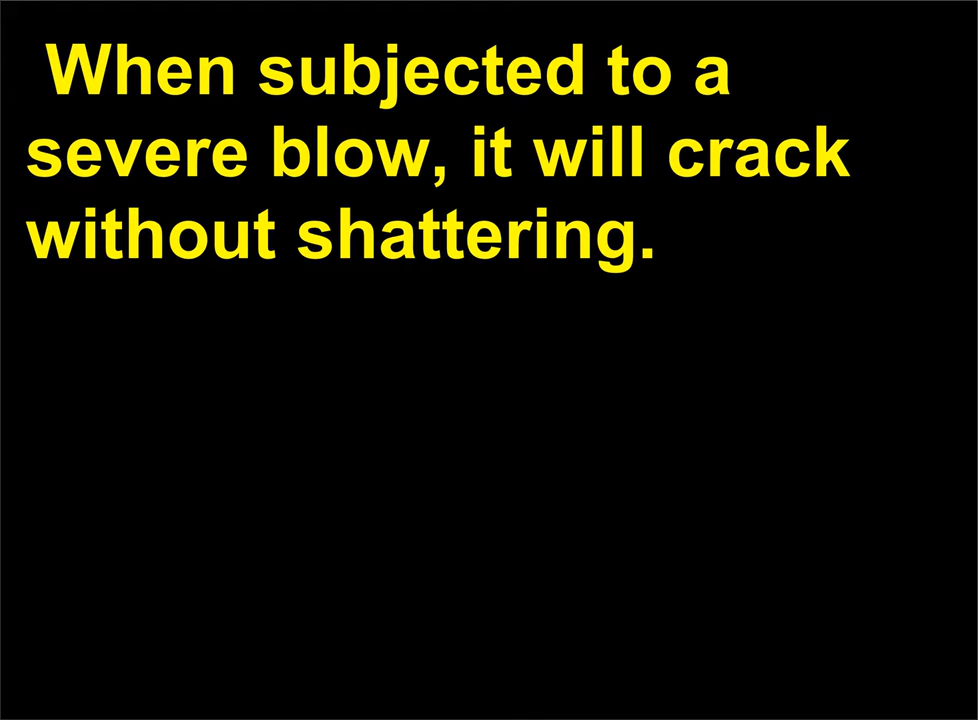 When subjected to a
severe blow, it will crack
without shattering.